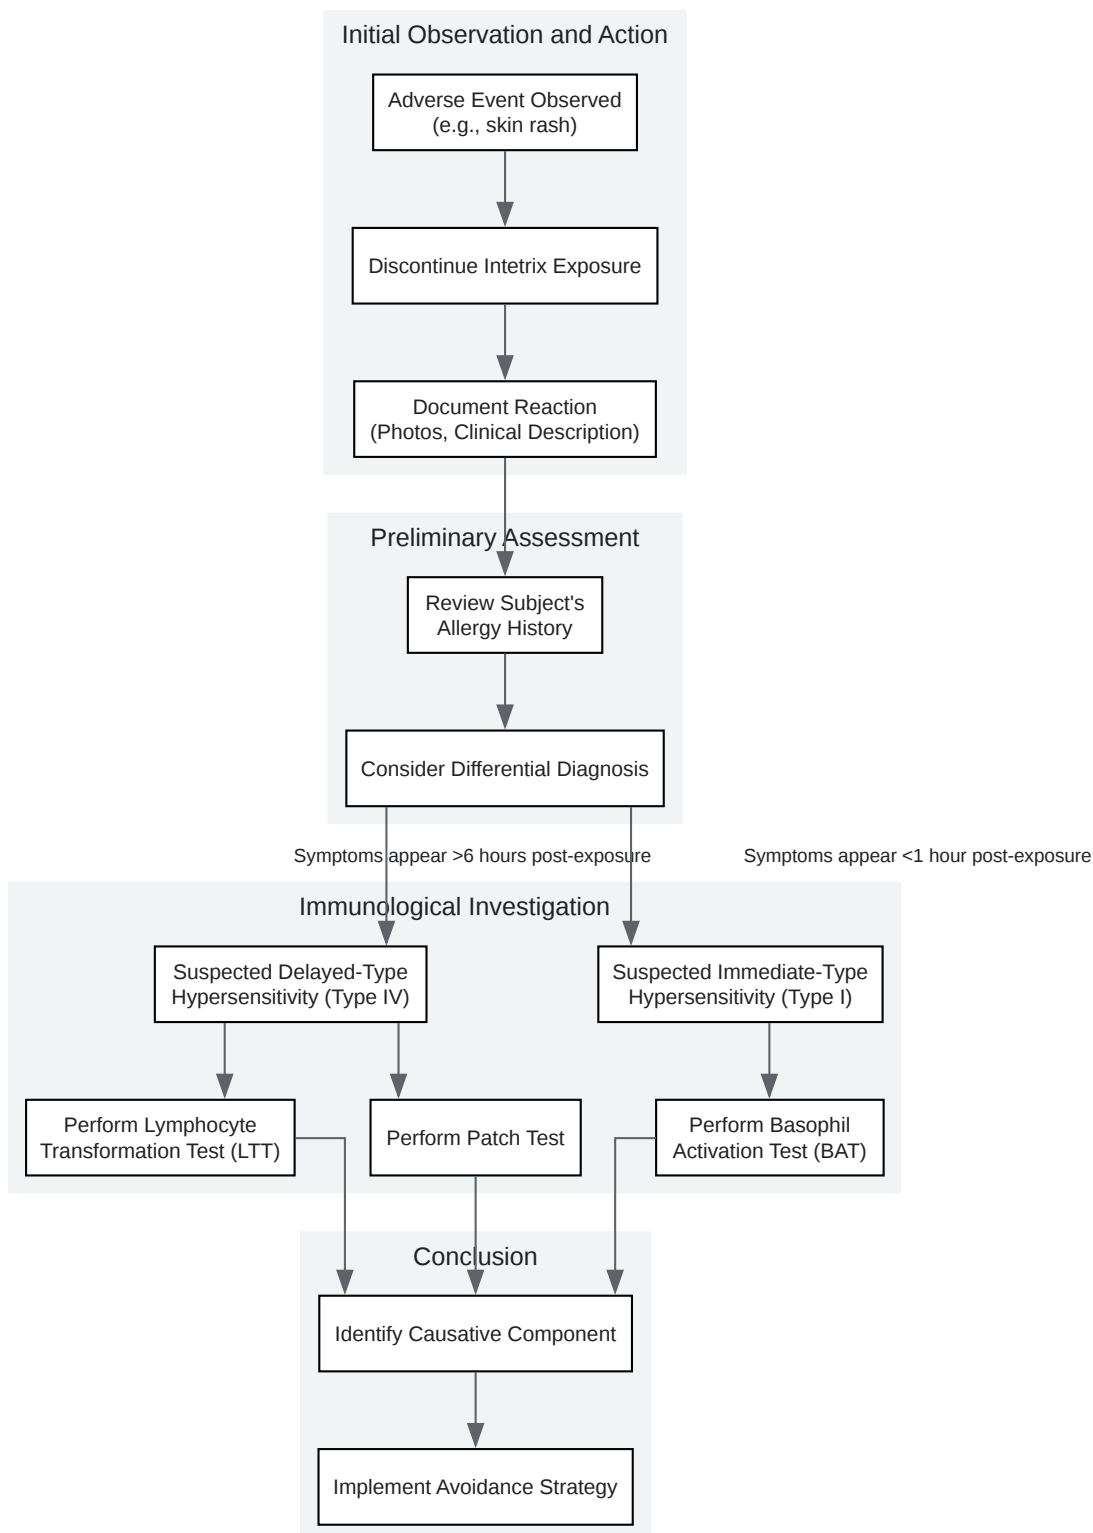 Initial Observation and Action
Adverse Event Observed
(e.g., skin rash)
Discontinue Intetrix Exposure
Document Reaction
(Photos, Clinical Description)
Preliminary Assessment
Review Subject's
Allergy History
Consider Differential Diagnosis
Symptoms appear >6 hours post-exposure
Symptoms appear <1 hour post-exposure
Immunological Investigation
Suspected Delayed-Type
Hypersensitivity (Type IV)
Suspected Immediate-Type
Hypersensitivity (Type I)
Perform Lymphocyte
Transformation Test (LTT)
Perform Patch Test
Perform Basophil
Activation Test (BAT)
Conclusion
Identify Causative Component
Implement Avoidance Strategy